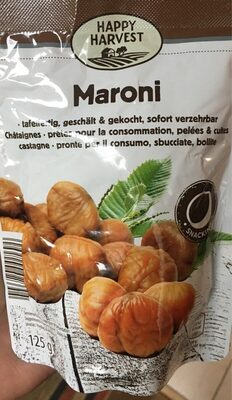 HAPPY
HARVEST
Maroni
· tafelfertig, geschält & gekocht, sofort verzehrbar
Châtaignes · prêtes pour la consommation, pelées & cuites
castagne · pronte per il consumo, sbucciate, bollite
125 g